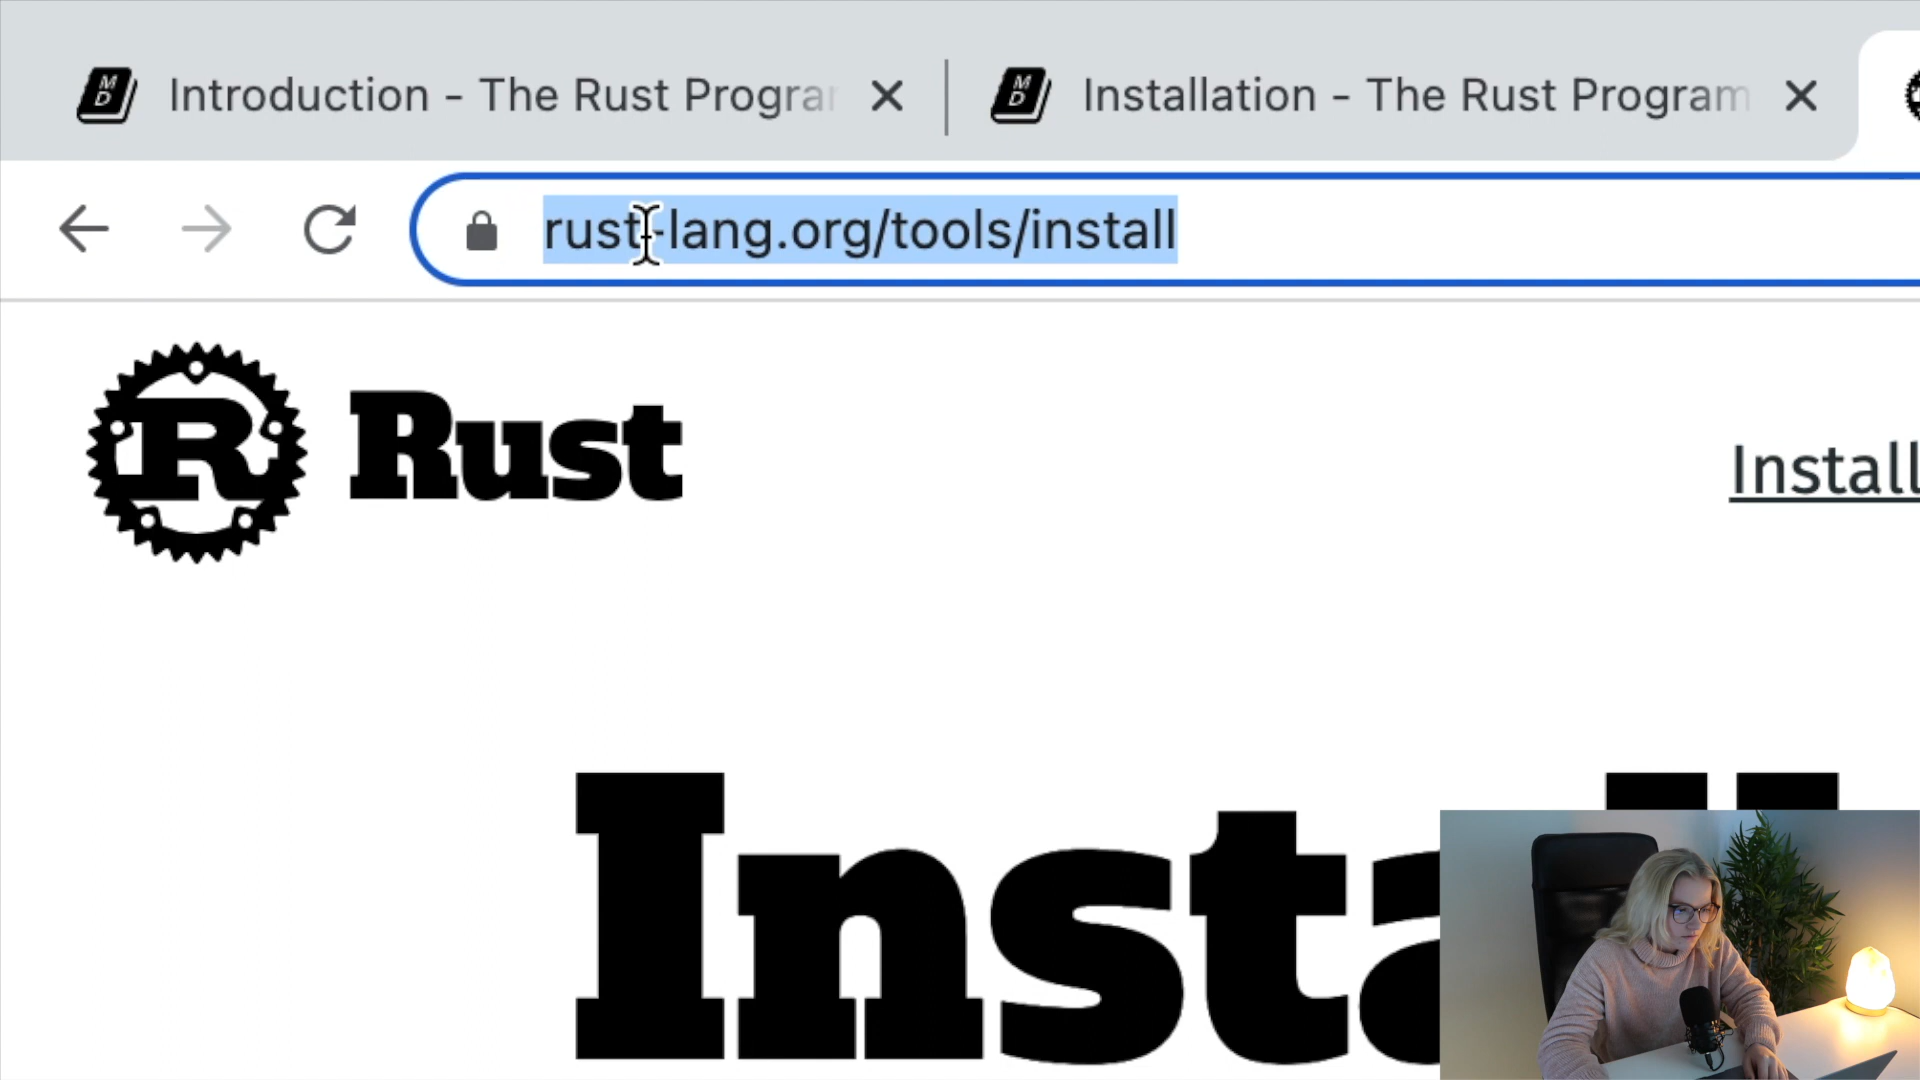 Introduction - The Rust Progra
Installation - The Rust Program
rust-lang.org/tools/install
Rust
Install
Insta